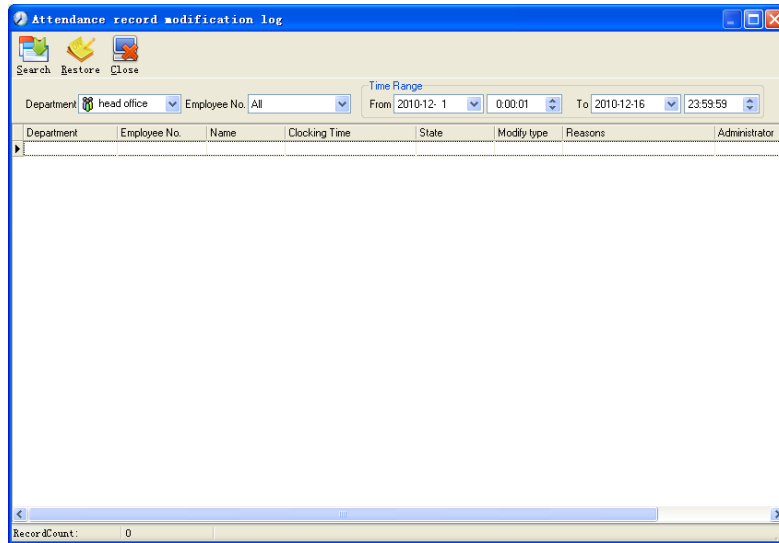 Attendance record modification log
Search Restore Close
Time Range
Department head office Employee No. All From 2010-12- 1 0:00:01 To 2010-12-16 23:59:59
Department Employee No. Name Clocking Time State Modify type Reasons Administrator
RecordCount: 0